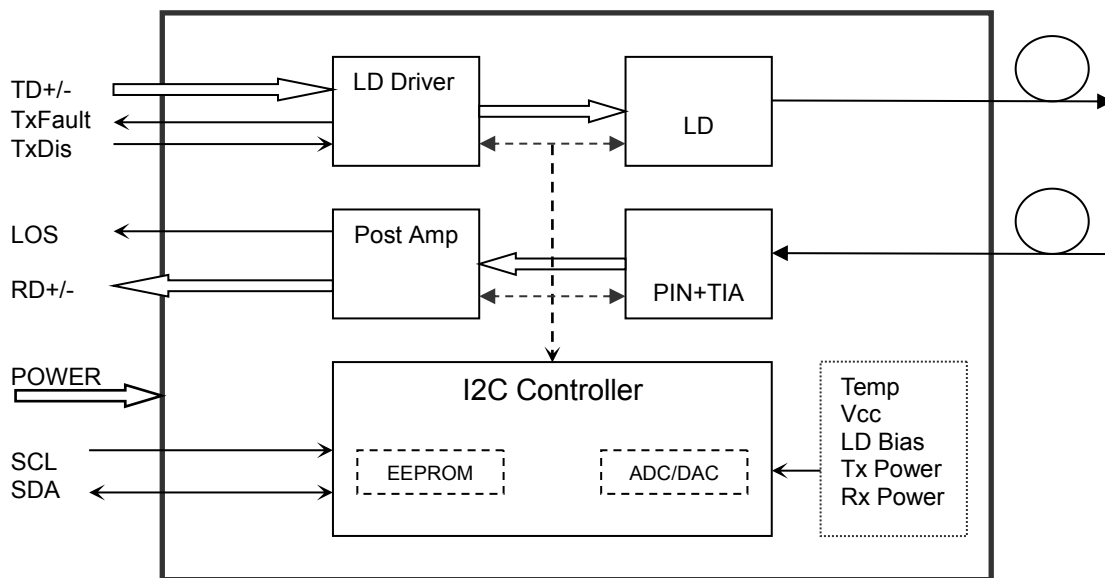 TD+/-
TxFault
TxDis
LD Driver
LD
LOS
RD+/-
Post Amp
PIN+TIA
POWER
SCL
SDA
I2C Controller
EEPROM
ADC/DAC
Temp
Vcc
LD Bias
Tx Power
Rx Power